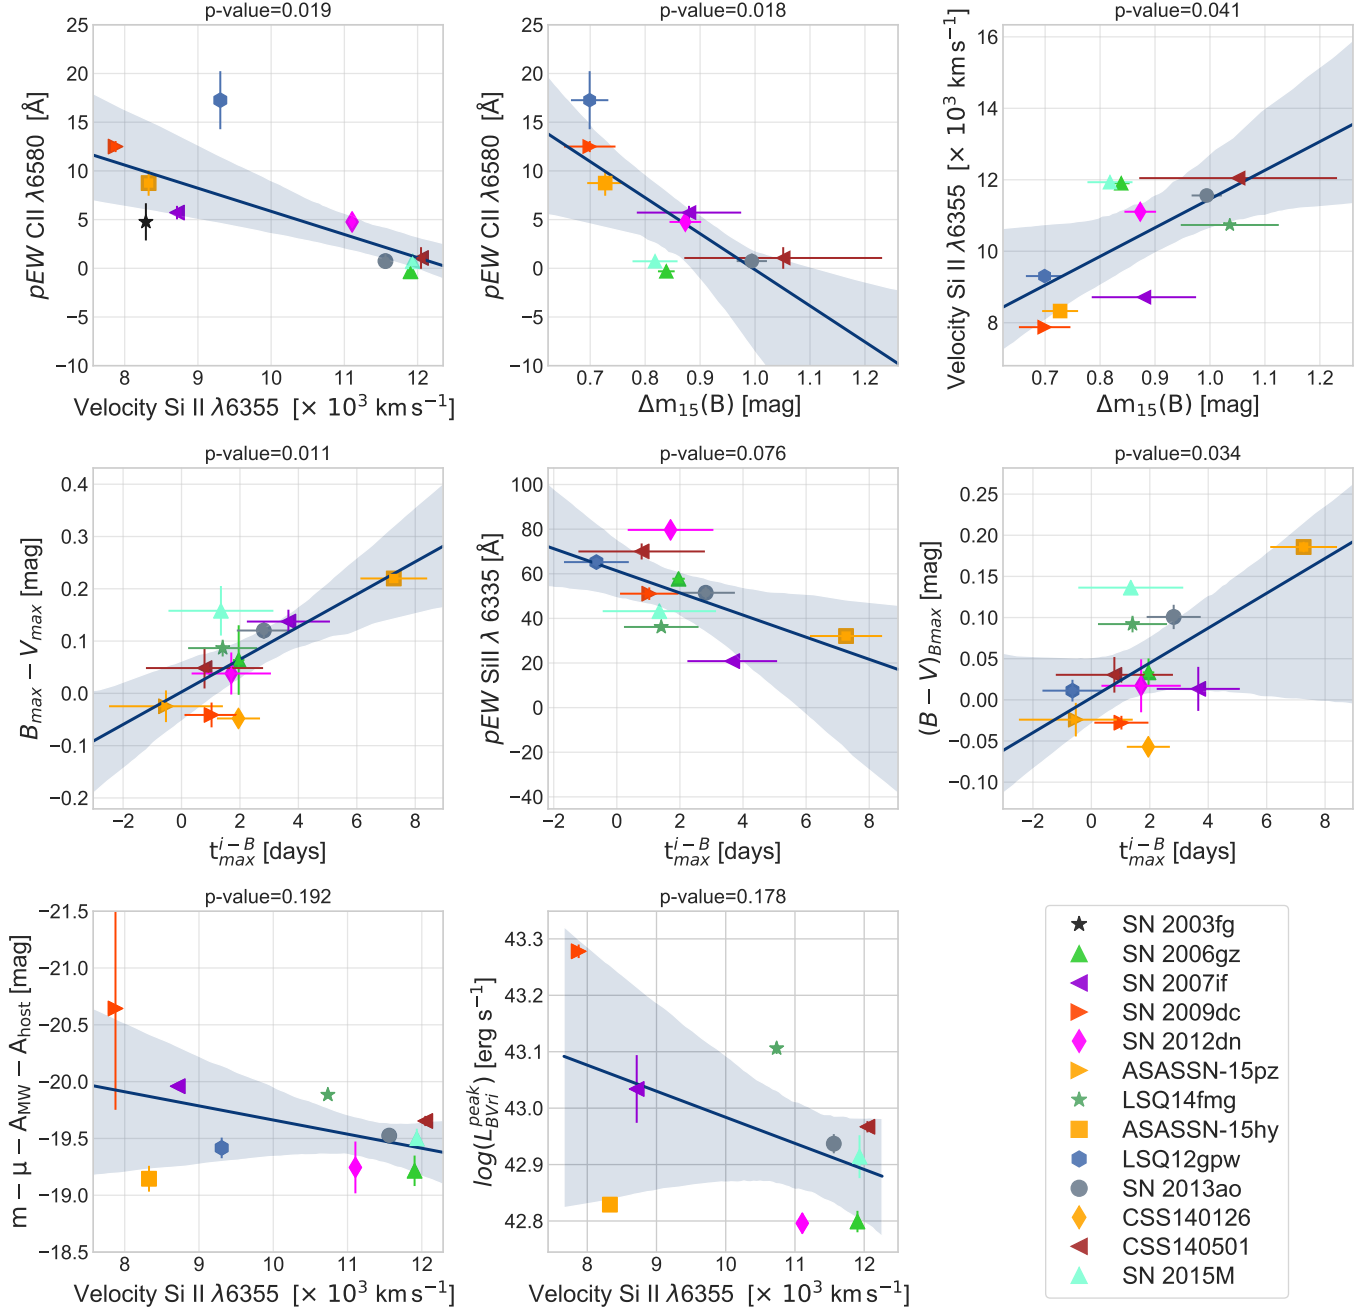 p-value=0.019
pEW CII λ6580 [Å]
25
20
15
10
5
0
−5
−10
8 9 10 11 12
Velocity Si II λ6355 [× 10³ km s⁻¹]
p-value=0.018
pEW CII λ6580 [Å]
25
20
15
10
5
0
−5
−10
0.7 0.8 0.9 1.0 1.1 1.2
Δm₁₅(B) [mag]
p-value=0.041
Velocity Si II λ6355 [× 10³ km s⁻¹]
16
14
12
10
8
0.7 0.8 0.9 1.0 1.1 1.2
Δm₁₅(B) [mag]
p-value=0.011
B_max − V_max [mag]
0.4
0.3
0.2
0.1
0.0
−0.1
−0.2
−2 0 2 4 6 8
t_max^{i−B} [days]
p-value=0.076
pEW SiII λ 6335 [Å]
100
80
60
40
20
0
−20
−40
−2 0 2 4 6 8
t_max^{i−B} [days]
p-value=0.034
(B − V)_Bmax [mag]
0.25
0.20
0.15
0.10
0.05
0.00
−0.05
−0.10
−2 0 2 4 6 8
t_max^{i−B} [days]
p-value=0.192
m − μ − A_MW − A_host [mag]
−21.5
−21.0
−20.5
−20.0
−19.5
−19.0
−18.5
8 9 10 11 12
Velocity Si II λ6355 [× 10³ km s⁻¹]
p-value=0.178
log(L_BVri^peak) [erg s⁻¹]
43.3
43.2
43.1
43.0
42.9
42.8
8 9 10 11 12
Velocity Si II λ6355 [× 10³ km s⁻¹]
SN 2003fg
SN 2006gz
SN 2007if
SN 2009dc
SN 2012dn
ASASSN-15pz
LSQ14fmg
ASASSN-15hy
LSQ12gpw
SN 2013ao
CSS140126
CSS140501
SN 2015M